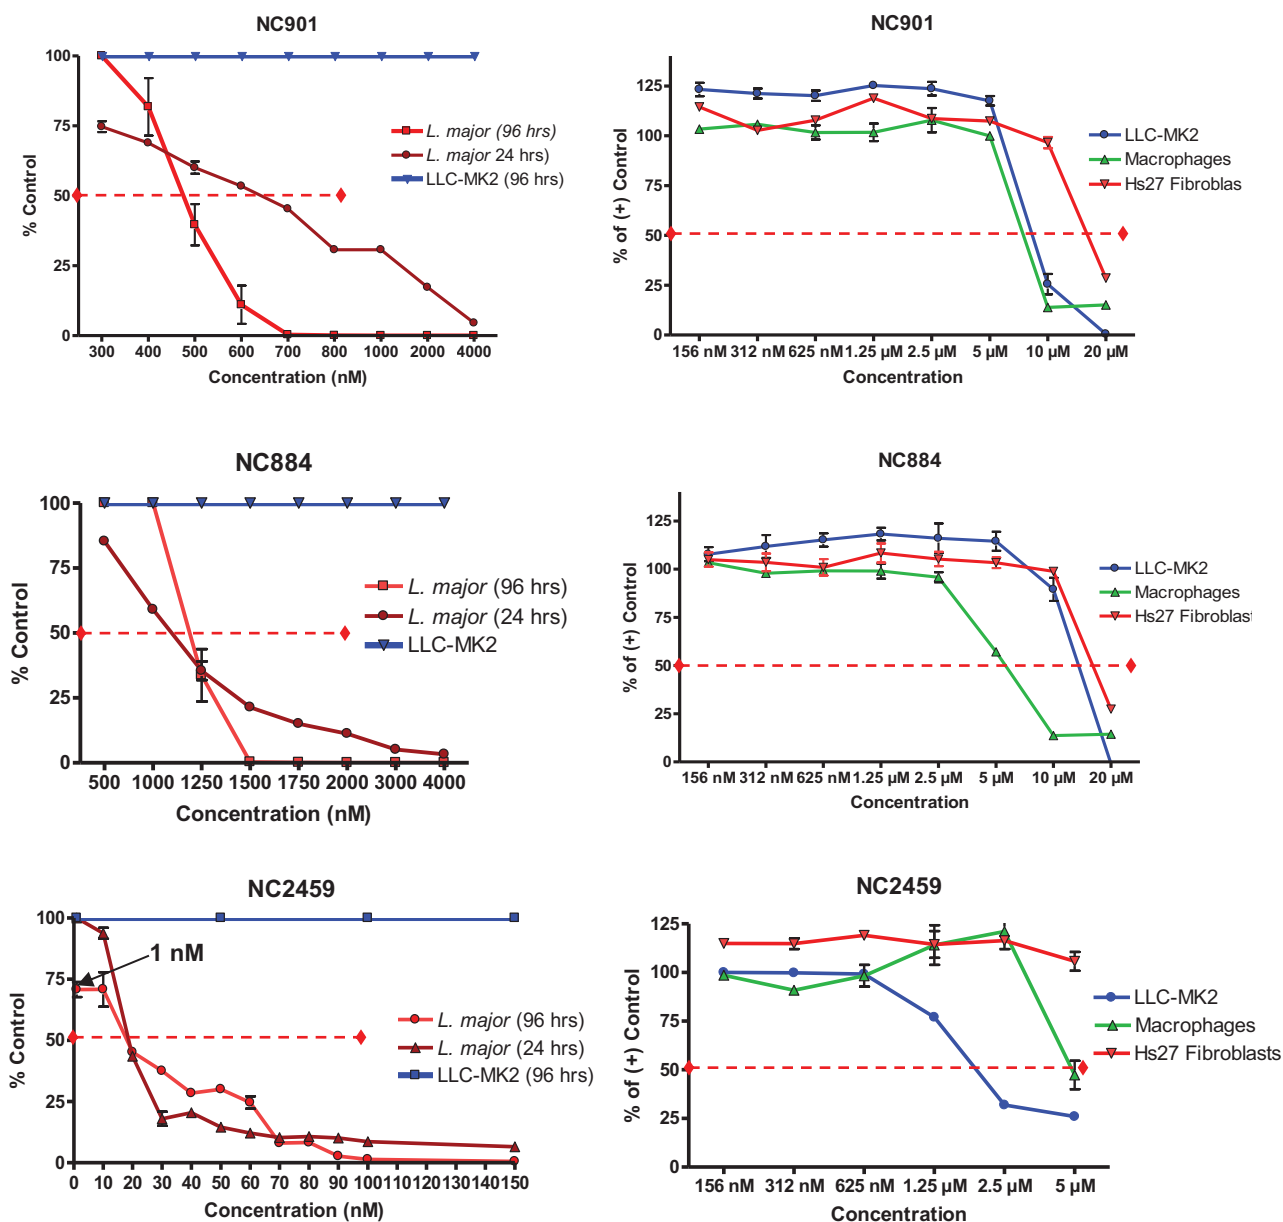 NC901
% Control
100
75
50
25
0
300 400 500 600 700 800 1000 2000 4000
Concentration (nM)
L. major (96 hrs)
L. major 24 hrs)
LLC-MK2 (96 hrs)
NC901
% of (+) Control
125
100
75
50
25
0
156 nM 312 nM 625 nM 1.25 µM 2.5 µM 5 µM 10 µM 20 µM
Concentration
LLC-MK2
Macrophages
Hs27 Fibroblas
NC884
% Control
100
75
50
25
0
500 1000 1250 1500 1750 2000 3000 4000
Concentration (nM)
L. major (96 hrs)
L. major (24 hrs)
LLC-MK2
NC884
% of (+) Control
125
100
75
50
25
0
156 nM 312 nM 625 nM 1.25 µM 2.5 µM 5 µM 10 µM 20 µM
Concentration
LLC-MK2
Macrophages
Hs27 Fibroblast
NC2459
% Control
100
75
50
25
0
1 nM
0 10 20 30 40 50 60 70 80 90 100 110 120 130 140 150
Concentration (nM)
L. major (96 hrs)
L. major (24 hrs)
LLC-MK2 (96 hrs)
NC2459
% of (+) Control
125
100
75
50
25
0
156 nM 312 nM 625 nM 1.25 µM 2.5 µM 5 µM
Concentration
LLC-MK2
Macrophages
Hs27 Fibroblasts